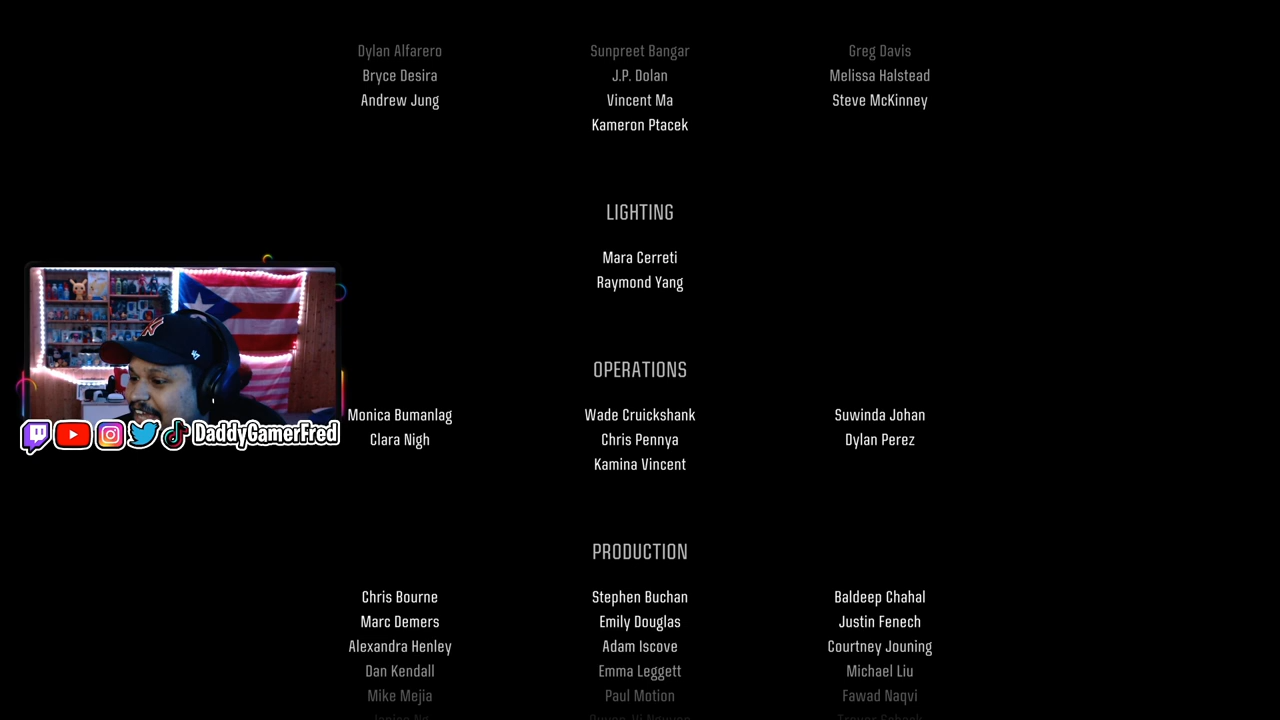 Dylan Alfarero Sunpreet Bangar Greg Davis
Bryce Desira J.P. Dolan Melissa Halstead
Andrew Jung Vincent Ma Steve McKinney
Kameron Ptacek
LIGHTING
Mara Cerreti
Raymond Yang
OPERATIONS
Monica Bumanlag Wade Cruickshank Suwinda Johan
Clara Nigh Chris Pennya Dylan Perez
Kamina Vincent
DaddyGamerFred
PRODUCTION
Chris Bourne Stephen Buchan Baldeep Chahal
Marc Demers Emily Douglas Justin Fenech
Alexandra Henley Adam Iscove Courtney Jouning
Dan Kendall Emma Leggett Michael Liu
Mike Mejia Paul Motion Fawad Naqvi